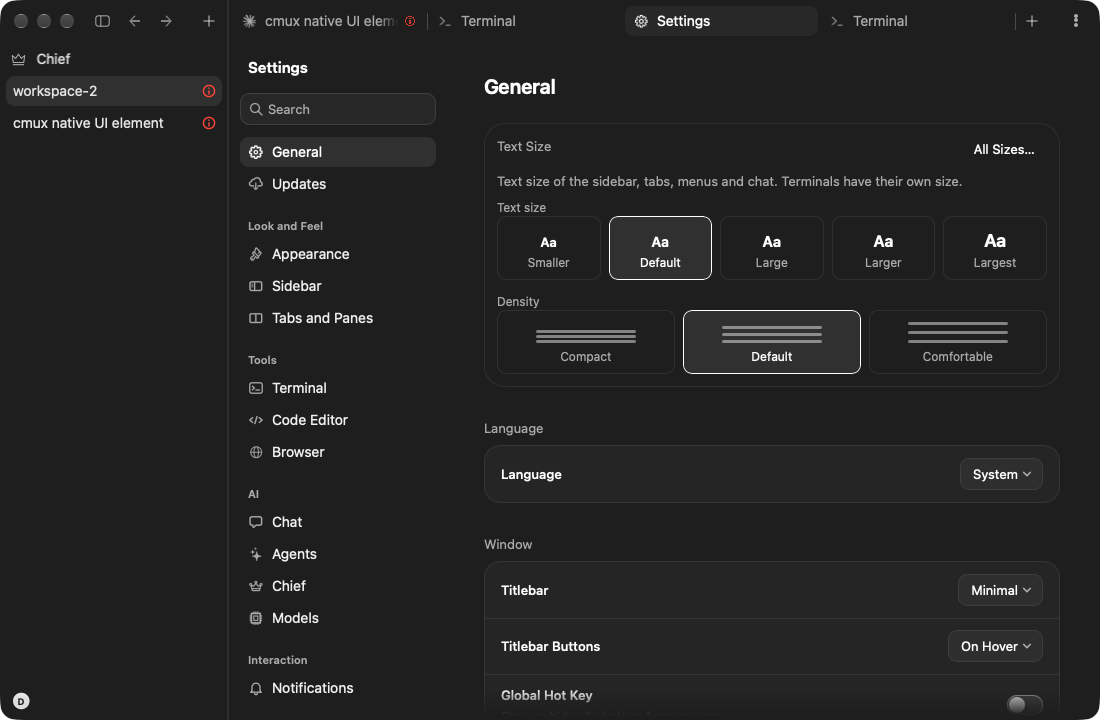 cmux native UI elem
Terminal
Settings
Terminal
Chief
workspace-2
cmux native UI element
D
Settings
Search
General
Updates
Look and Feel
Appearance
Sidebar
Tabs and Panes
Tools
Terminal
Code Editor
Browser
AI
Chat
Agents
Chief
Models
Interaction
Notifications
General
Text Size
All Sizes...
Text size of the sidebar, tabs, menus and chat. Terminals have their own size.
Text size
Aa Aa Aa Aa Aa
Smaller Default Large Larger Largest
Density
Compact Default Comfortable
Language
Language System
Window
Titlebar Minimal
Titlebar Buttons On Hover
Global Hot Key